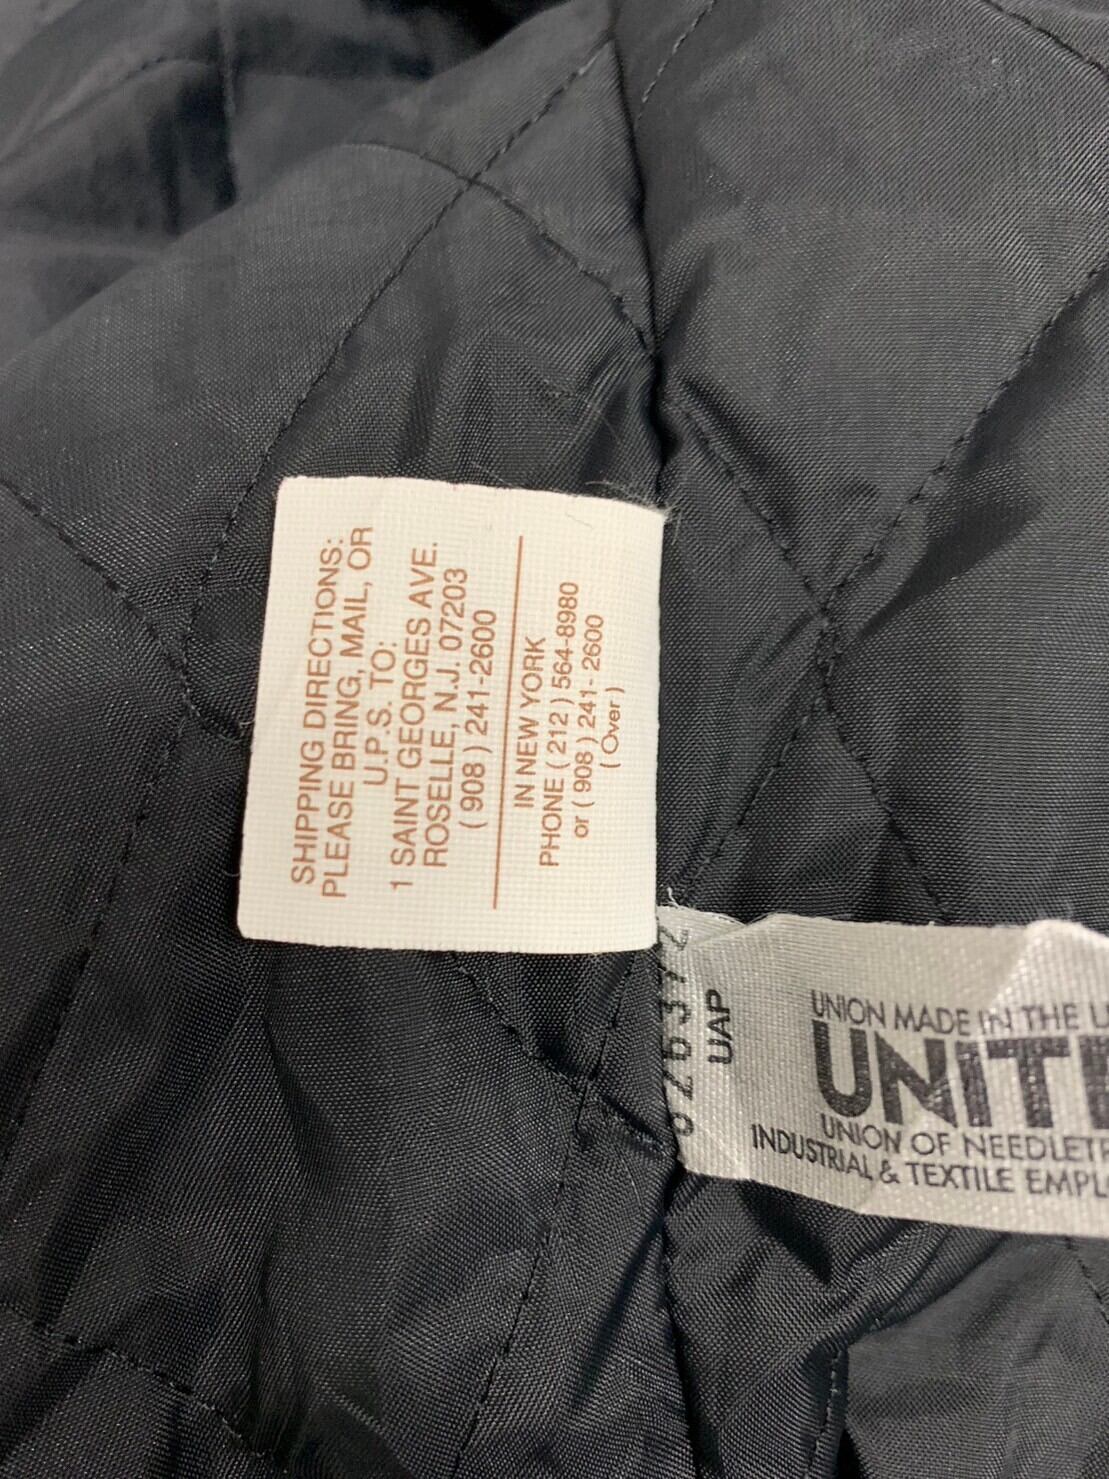 SHIPPING DIRECTIONS:
PLEASE BRING, MAIL, OR
U.P.S. TO:
1 SAINT GEORGES AVE.
ROSELLE, N.J. 07203
( 908 ) 241-2600
IN NEW YORK
PHONE ( 212 ) 564-8980
or ( 908 ) 241-2600
( Over )
UAP
UNION MADE IN THE U
UNITE
UNION OF NEEDLETR
INDUSTRIAL & TEXTILE EMPLO